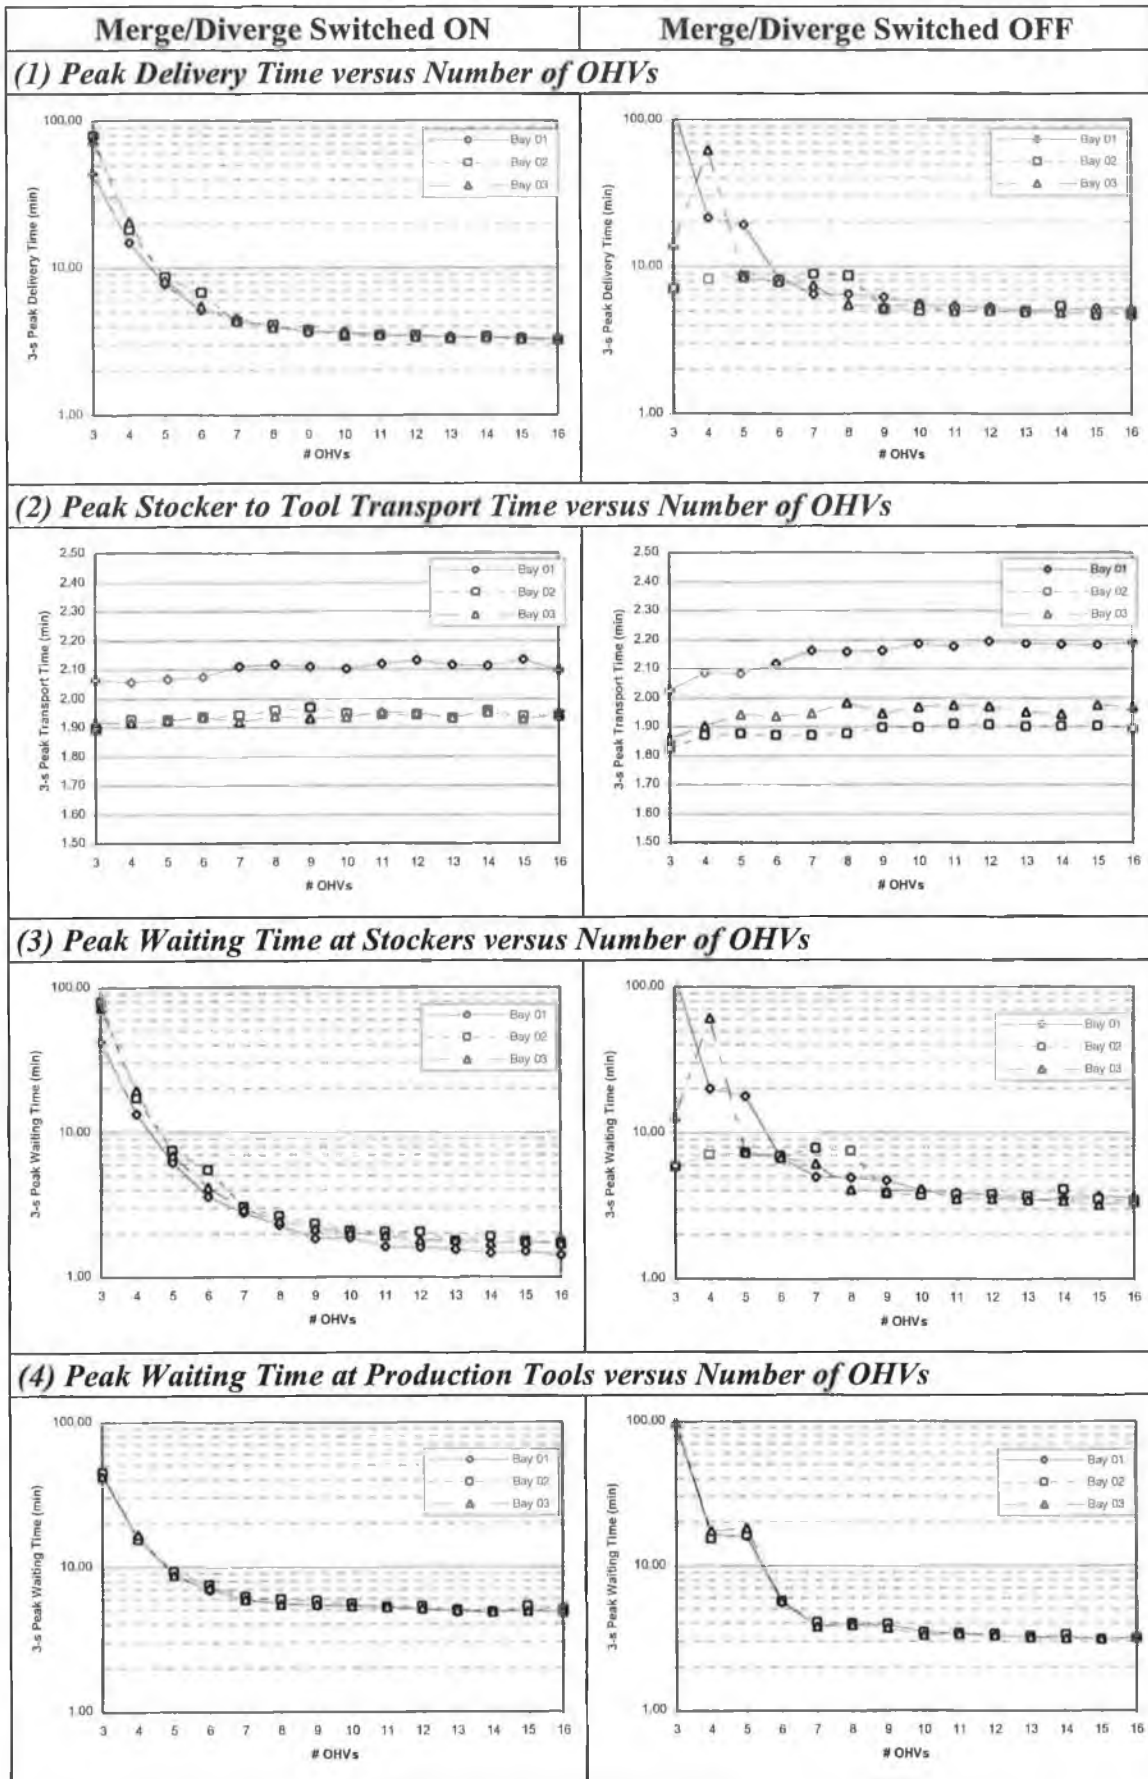 Merge/Diverge Switched ON
Merge/Diverge Switched OFF
(1) Peak Delivery Time versus Number of OHVs
3-s Peak Delivery Time (min)
100.00
10.00
1.00
Bay 01
Bay 02
Bay 03
3 4 5 6 7 8 9 10 11 12 13 14 15 16
# OHVs
3-s Peak Delivery Time (min)
100.00
10.00
1.00
Bay 01
Bay 02
Bay 03
3 4 5 6 7 8 9 10 11 12 13 14 15 16
# OHVs
(2) Peak Stocker to Tool Transport Time versus Number of OHVs
3-s Peak Transport Time (min)
2.50
2.40
2.30
2.20
2.10
2.00
1.90
1.80
1.70
1.60
1.50
Bay 01
Bay 02
Bay 03
3 4 5 6 7 8 9 10 11 12 13 14 15 16
# OHVs
3-s Peak Transport Time (min)
2.50
2.40
2.30
2.20
2.10
2.00
1.90
1.80
1.70
1.60
1.50
Bay 01
Bay 02
Bay 03
3 4 5 6 7 8 9 10 11 12 13 14 15 16
# OHVs
(3) Peak Waiting Time at Stockers versus Number of OHVs
3-s Peak Waiting Time (min)
100.00
10.00
1.00
Bay 01
Bay 02
Bay 03
3 4 5 6 7 8 9 10 11 12 13 14 15 16
# OHVs
3-s Peak Waiting Time (min)
100.00
10.00
1.00
Bay 01
Bay 02
Bay 03
3 4 5 6 7 8 9 10 11 12 13 14 15 16
# OHVs
(4) Peak Waiting Time at Production Tools versus Number of OHVs
3-s Peak Waiting Time (min)
100.00
10.00
1.00
Bay 01
Bay 02
Bay 03
3 4 5 6 7 8 9 10 11 12 13 14 15 16
# OHVs
3-s Peak Waiting Time (min)
100.00
10.00
1.00
Bay 01
Bay 02
Bay 03
3 4 5 6 7 8 9 10 11 12 13 14 15 16
# OHVs